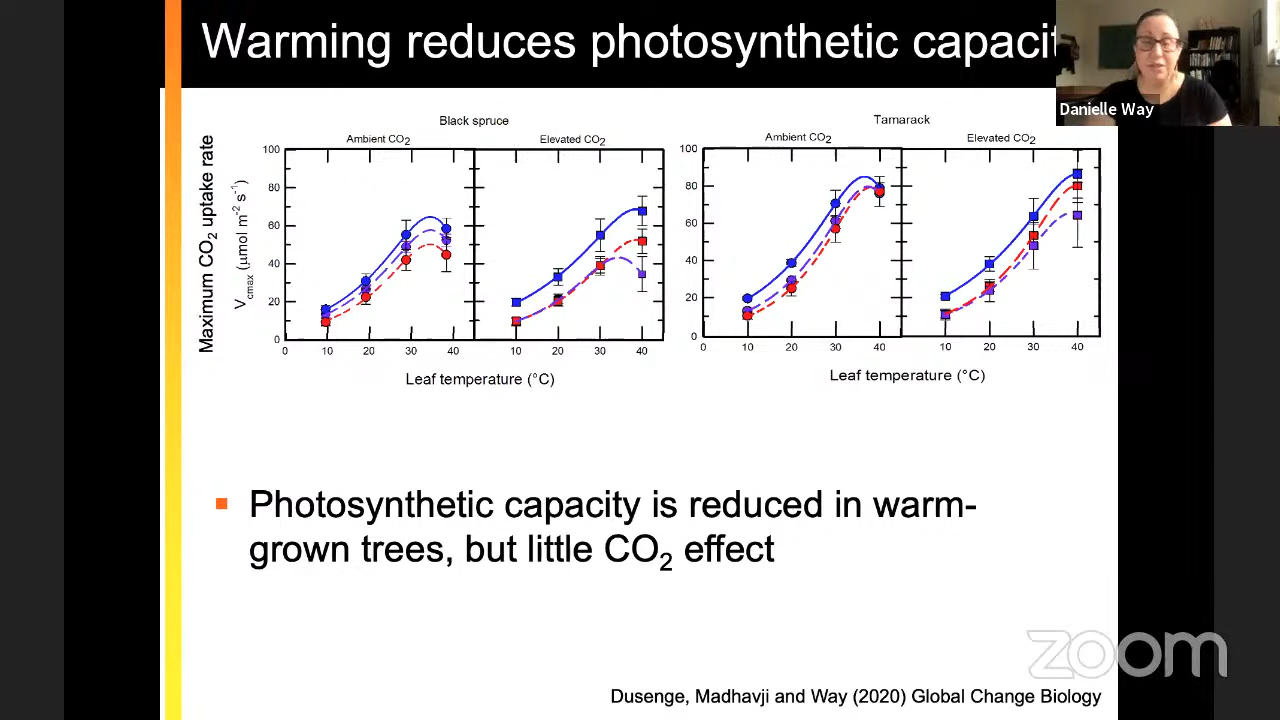 Warming reduces photosynthetic capacit
Danielle Way
Black spruce
Tamarack
Ambient CO2
Elevated CO2
Ambient CO2
Elevated CO2
Maximum CO2 uptake rate
Vcmax (μmol m-2 s-1)
100
80
60
40
20
0
100
80
60
40
20
0
0 10 20 30 40 10 20 30 40
0 10 20 30 40 10 20 30 40
Leaf temperature (°C)
Leaf temperature (°C)
Photosynthetic capacity is reduced in warm-
grown trees, but little CO2 effect
zoom
Dusenge, Madhavji and Way (2020) Global Change Biology